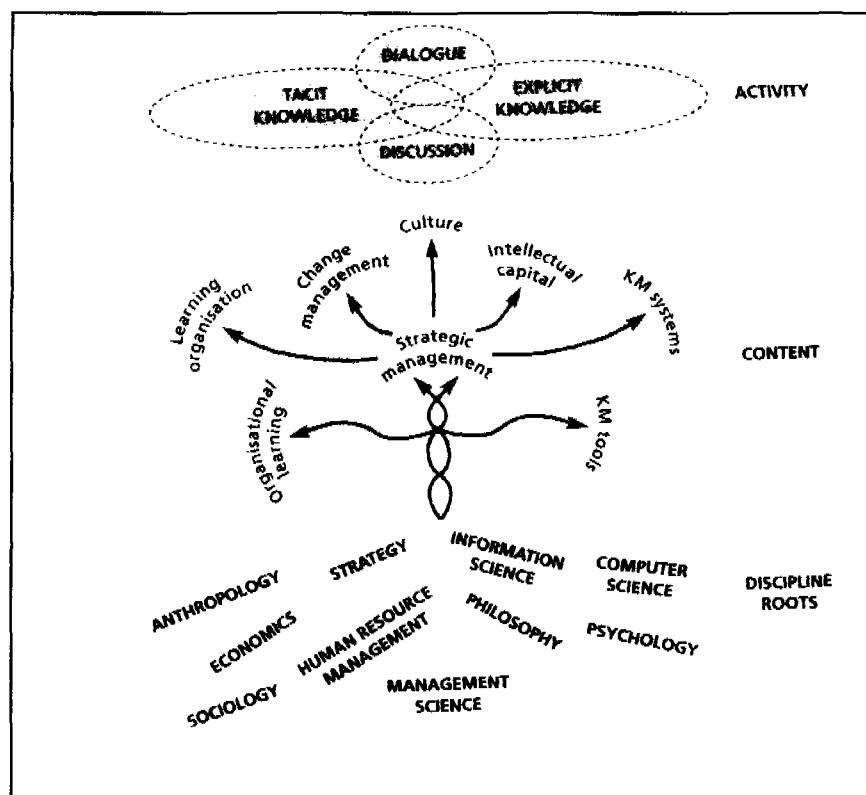 DIALOGUE
TACIT
KNOWLEDGE
EXPLICIT
KNOWLEDGE
ACTIVITY
DISCUSSION
Culture
Change
management
Intellectual
capital
Learning
organisation
KM systems
Strategic
management
CONTENT
Organisational
learning
KM tools
ANTHROPOLOGY
STRATEGY
INFORMATION
SCIENCE
COMPUTER
SCIENCE
DISCIPLINE
ROOTS
ECONOMICS
HUMAN RESOURCE
MANAGEMENT
PHILOSOPHY
PSYCHOLOGY
SOCIOLOGY
MANAGEMENT
SCIENCE